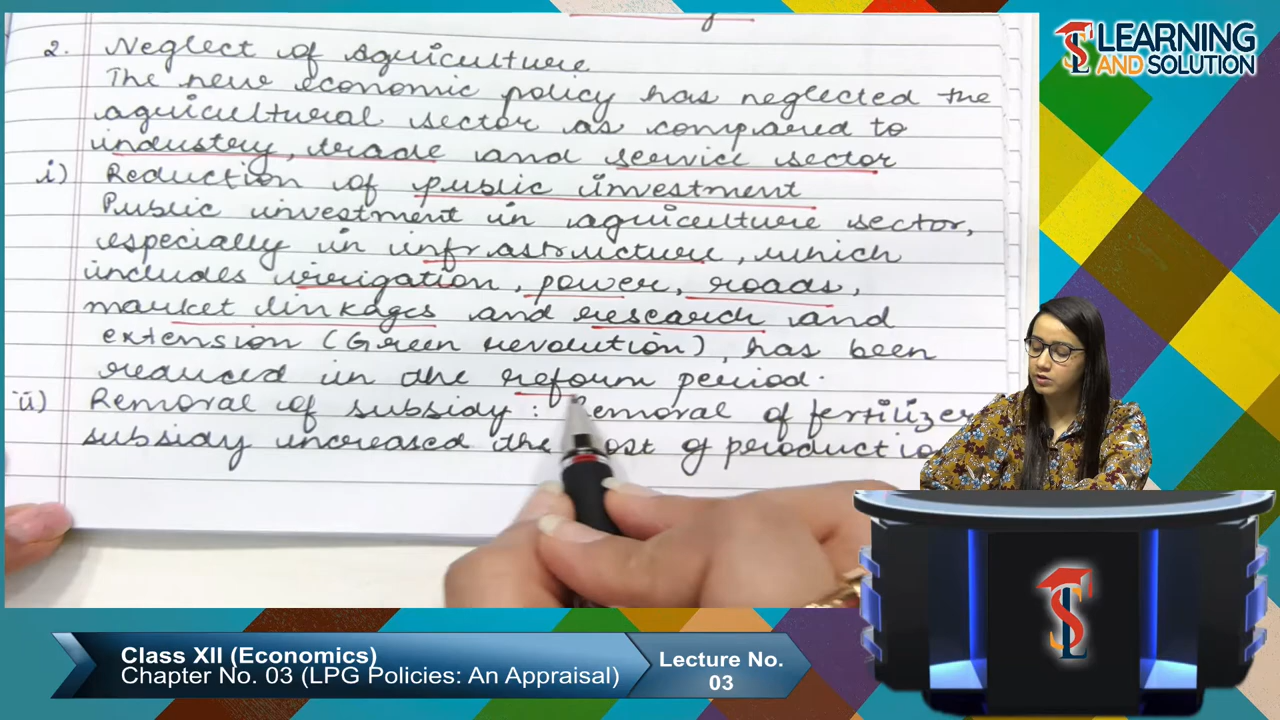 2. Neglect of agriculture
The new economic policy has neglected the
agricultural sector as compared to
industry, trade and service sector
i) Reduction of public investment
Public investment in agriculture sector,
especially in infrastructure, which
includes irrigation, power, roads,
market linkages and research and
extension (Green revolution), has been
reduced in the reform period.
ii) Removal of subsidy : Removal of fertilizer
subsidy increased the cost of production
LEARNING
AND SOLUTION
Class XII (Economics)
Chapter No. 03 (LPG Policies: An Appraisal)
Lecture No.
03